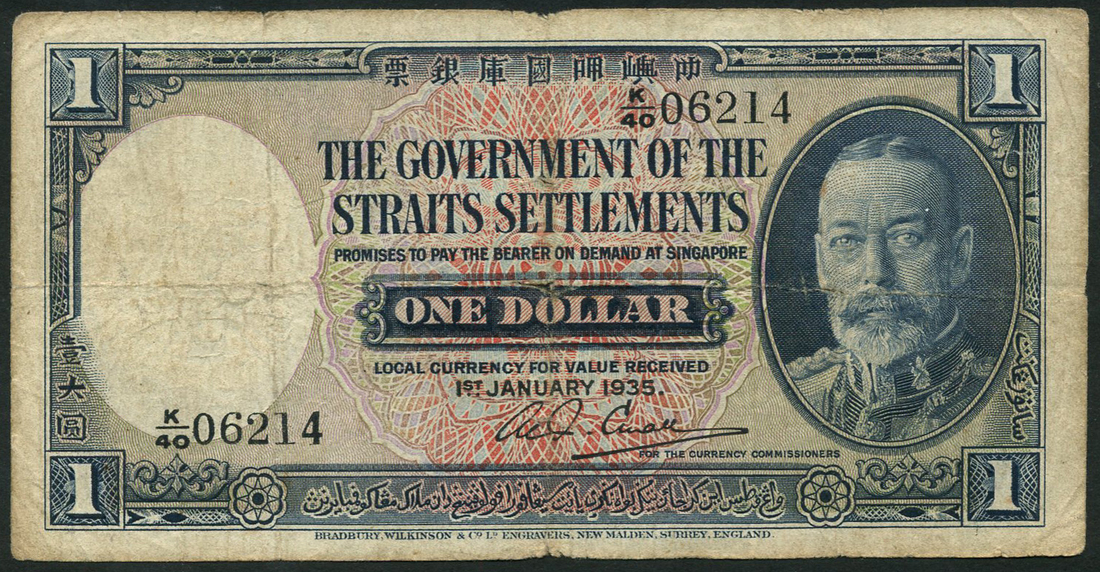 1
1
票銀庫國呷嶼叻
K/40 06214
THE GOVERNMENT OF THE
STRAITS SETTLEMENTS
PROMISES TO PAY THE BEARER ON DEMAND AT SINGAPORE
ONE DOLLAR
LOCAL CURRENCY FOR VALUE RECEIVED
1ST JANUARY 1935.
壹大圓
K/40 06214
FOR THE CURRENCY COMMISSIONERS
1
1
BRADBURY, WILKINSON & Co. Ld. ENGRAVERS, NEW MALDEN, SURREY, ENGLAND.